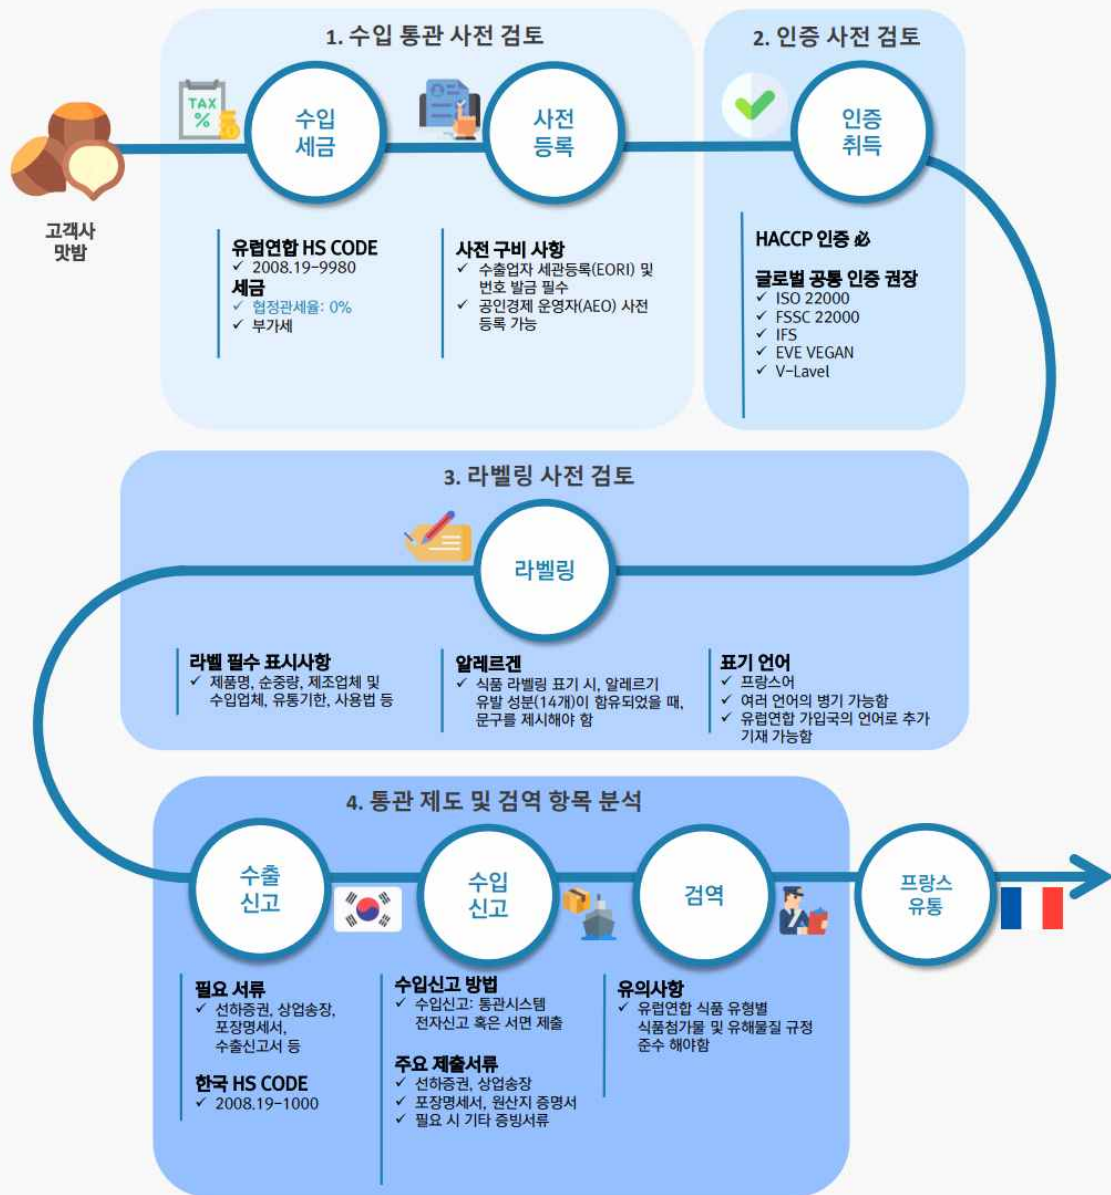 1. 수입 통관 사전 검토
2. 인증 사전 검토
TAX
%
수입
세금
사전
등록
인증
취득
고객사
맛밤
유럽연합 HS CODE
✓ 2008.19-9980
세금
✓ 협정관세율: 0%
✓ 부가세
사전 구비 사항
✓ 수출업자 세관등록(EORI) 및
번호 발급 필수
✓ 공인경제 운영자(AEO) 사전
등록 가능
HACCP 인증 必
글로벌 공통 인증 권장
✓ ISO 22000
✓ FSSC 22000
✓ IFS
✓ EVE VEGAN
✓ V-Lavel
3. 라벨링 사전 검토
라벨링
라벨 필수 표시사항
✓ 제품명, 순중량, 제조업체 및
수입업체, 유통기한, 사용법 등
알레르겐
✓ 식품 라벨링 표기 시, 알레르기
유발 성분(14개)이 함유되었을 때,
문구를 제시해야 함
표기 언어
✓ 프랑스어
✓ 여러 언어의 병기 가능함
✓ 유럽연합 가입국의 언어로 추가
기재 가능함
4. 통관 제도 및 검역 항목 분석
수출
신고
수입
신고
검역
프랑스
유통
필요 서류
✓ 선하증권, 상업송장,
포장명세서,
수출신고서 등
한국 HS CODE
✓ 2008.19-1000
수입신고 방법
✓ 수입신고: 통관시스템
전자신고 혹은 서면 제출
주요 제출서류
✓ 선하증권, 상업송장
✓ 포장명세서, 원산지 증명서
✓ 필요 시 기타 증빙서류
유의사항
✓ 유럽연합 식품 유형별
식품첨가물 및 유해물질 규정
준수 해야함